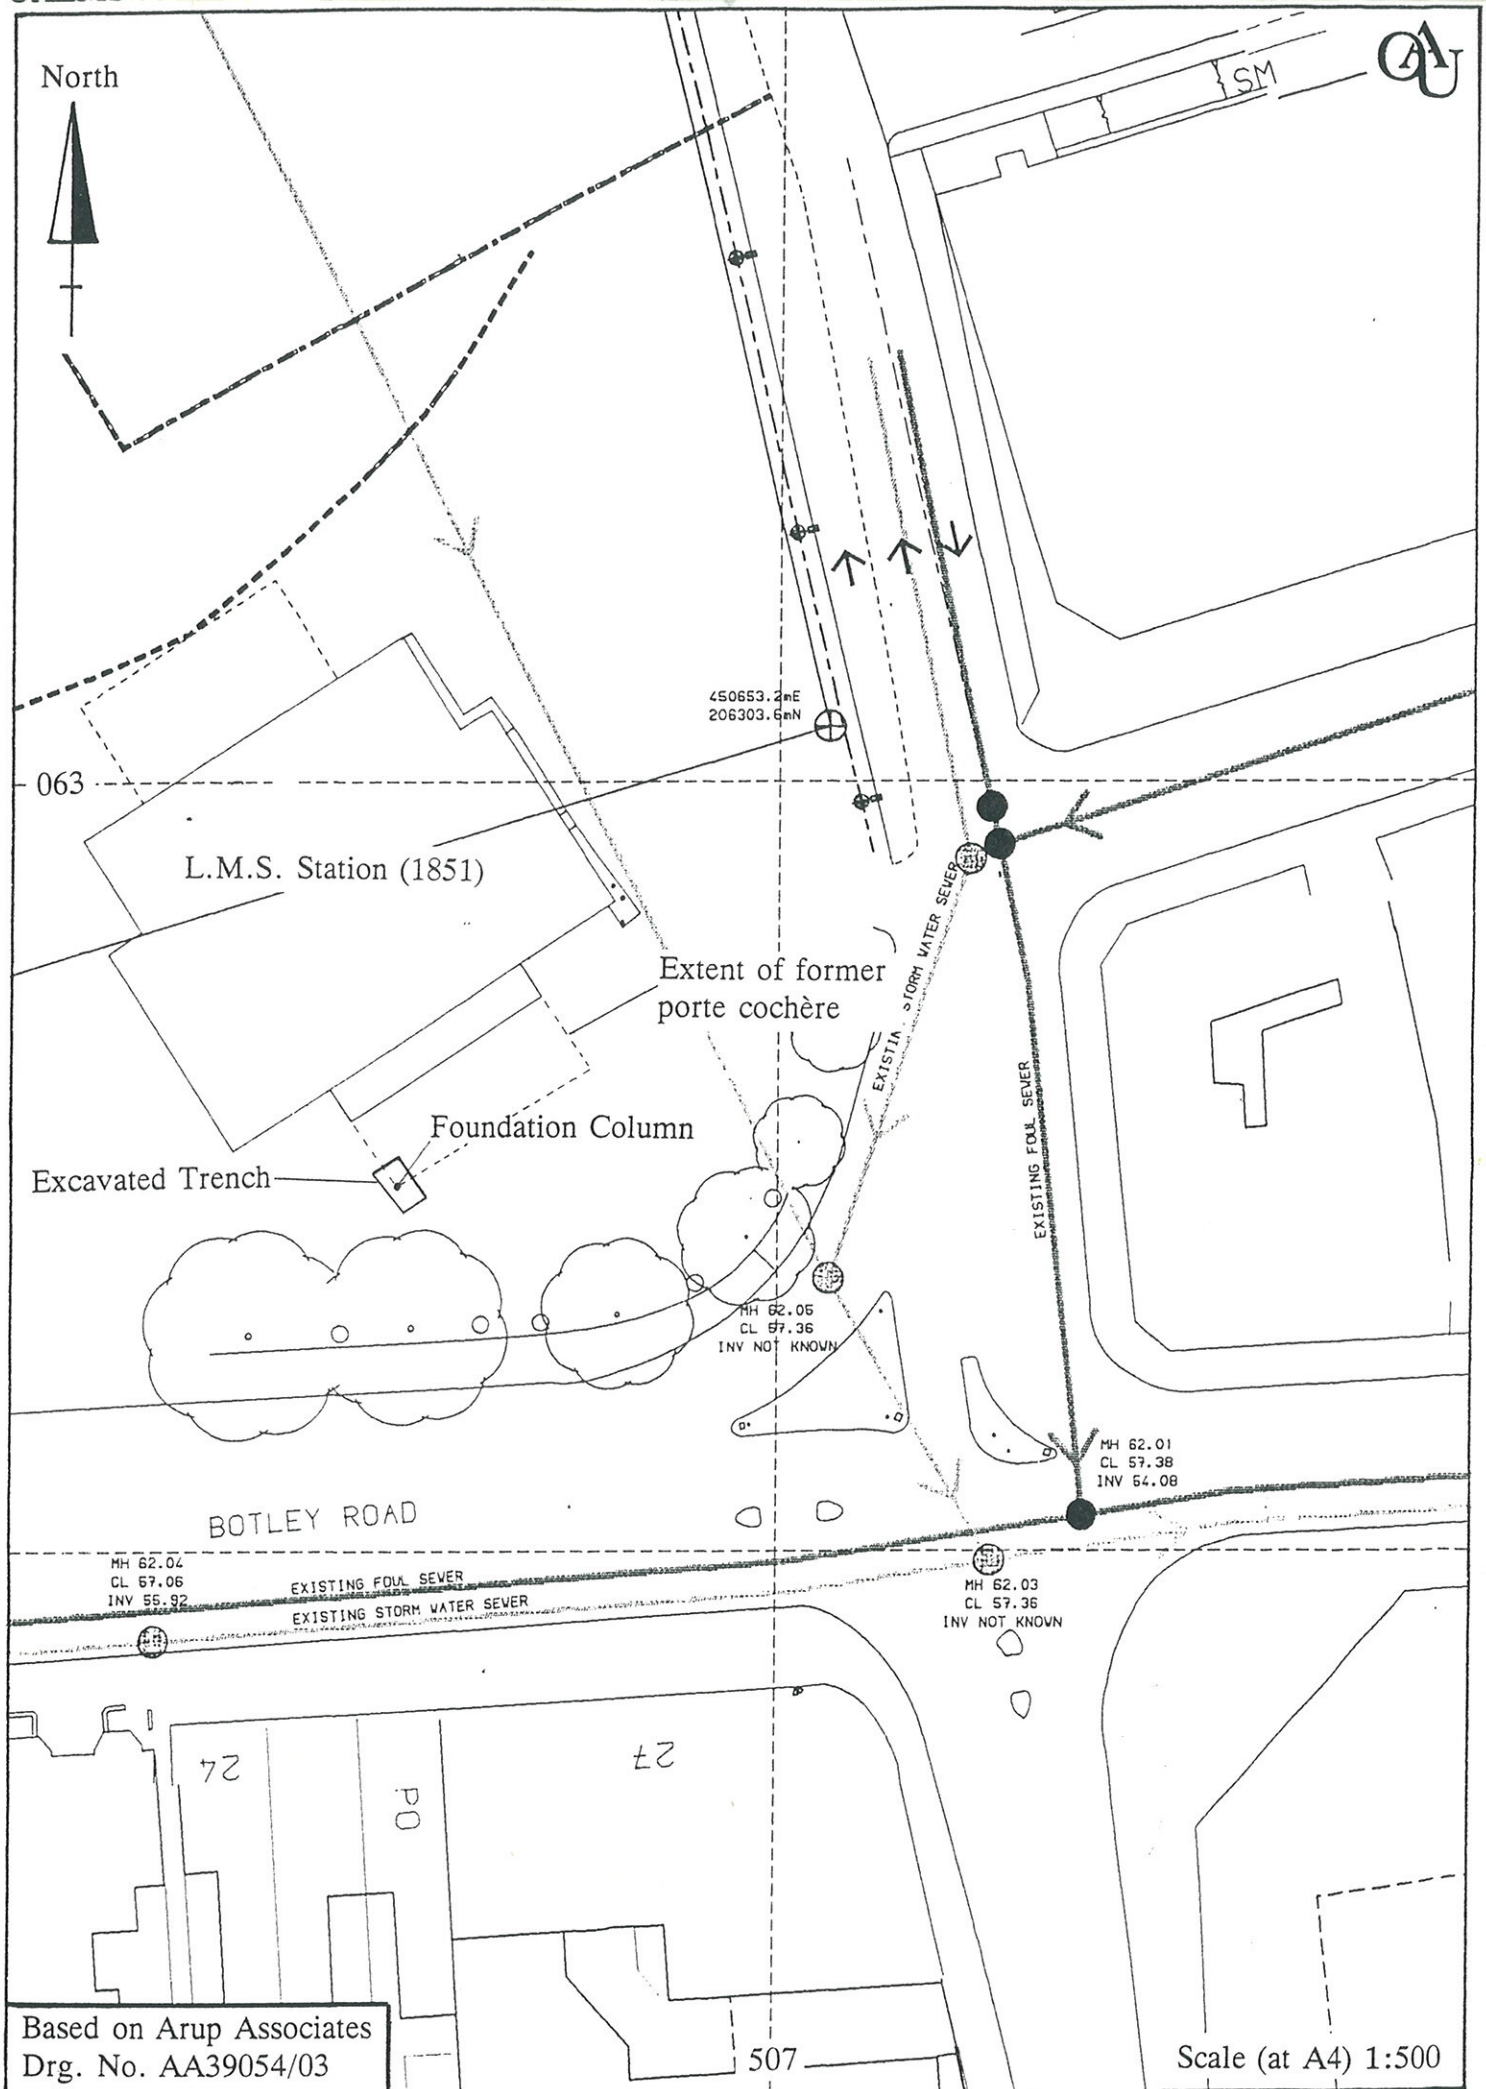 North
OAU
SM
450653.2mE
206303.6mN
063
L.M.S. Station (1851)
EXISTING STORM WATER SEWER
Extent of former
porte cochère
EXISTING FOUL SEWER
Foundation Column
Excavated Trench
MH 62.05
CL 57.36
INV NOT KNOWN
MH 62.01
CL 57.38
INV 54.08
BOTLEY ROAD
MH 62.04
CL 57.06
INV 55.92
EXISTING FOUL SEWER
EXISTING STORM WATER SEWER
MH 62.03
CL 57.36
INV NOT KNOWN
24
27
PO
Based on Arup Associates
Drg. No. AA39054/03
507
Scale (at A4) 1:500